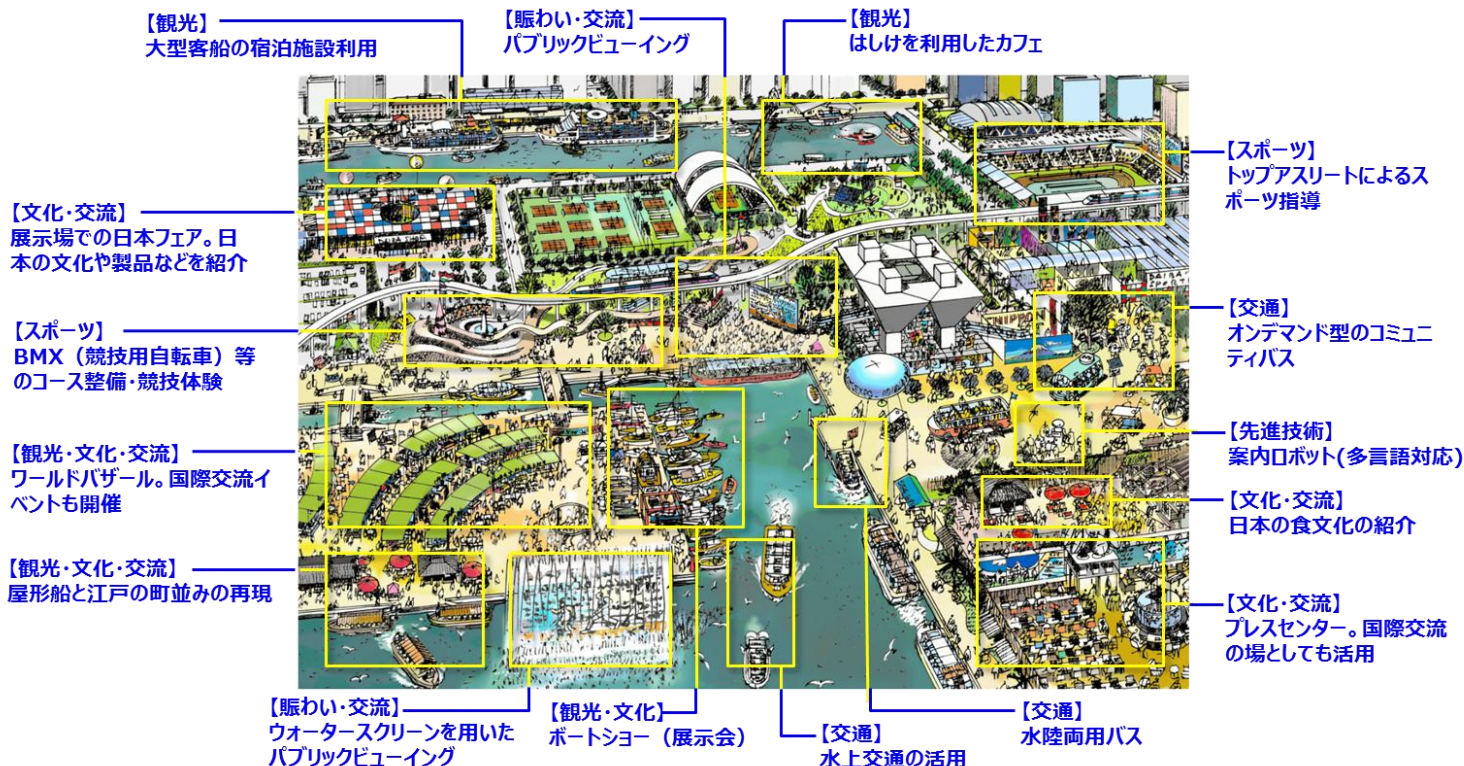 【観光】
大型客船の宿泊施設利用
【賑わい・交流】
パブリックビューイング
【観光】
はしけを利用したカフェ
【スポーツ】
トップアスリートによるス
ポーツ指導
【文化・交流】
展示場での日本フェア。日
本の文化や製品などを紹介
【スポーツ】
BMX（競技用自転車）等
のコース整備・競技体験
【交通】
オンデマンド型のコミュニ
ティバス
【観光・文化・交流】
ワールドバザール。国際交流イ
ベントも開催
【先進技術】
案内ロボット(多言語対応)
【文化・交流】
日本の食文化の紹介
【観光・文化・交流】
屋形船と江戸の町並みの再現
【文化・交流】
プレスセンター。国際交流
の場としても活用
【賑わい・交流】
ウォータースクリーンを用いた
パブリックビューイング
【観光・文化】
ボートショー（展示会）
【交通】
水上交通の活用
【交通】
水陸両用バス